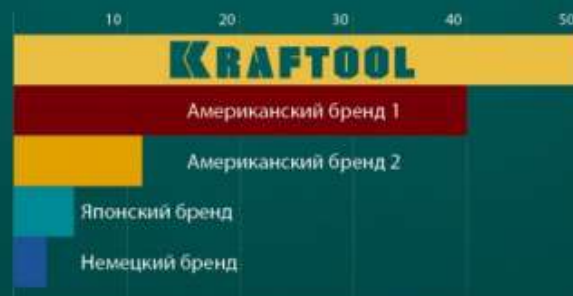 10 20 30 40 50
KRAFTOOL
Американский бренд 1
Американский бренд 2
Японский бренд
Немецкий бренд